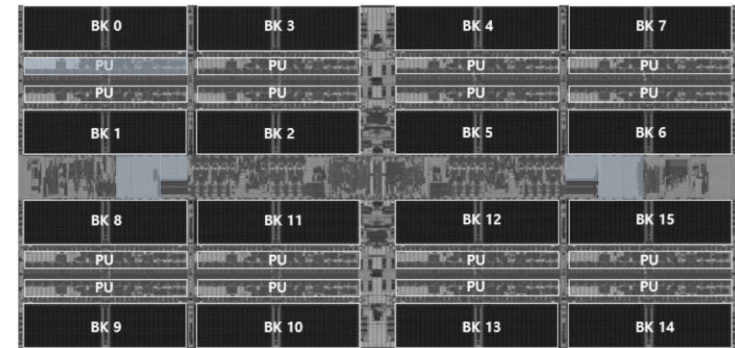 BK 0 BK 3 BK 4 BK 7
PU PU PU PU
PU PU PU PU
BK 1 BK 2 BK 5 BK 6
BK 8 BK 11 BK 12 BK 15
PU PU PU PU
PU PU PU PU
BK 9 BK 10 BK 13 BK 14